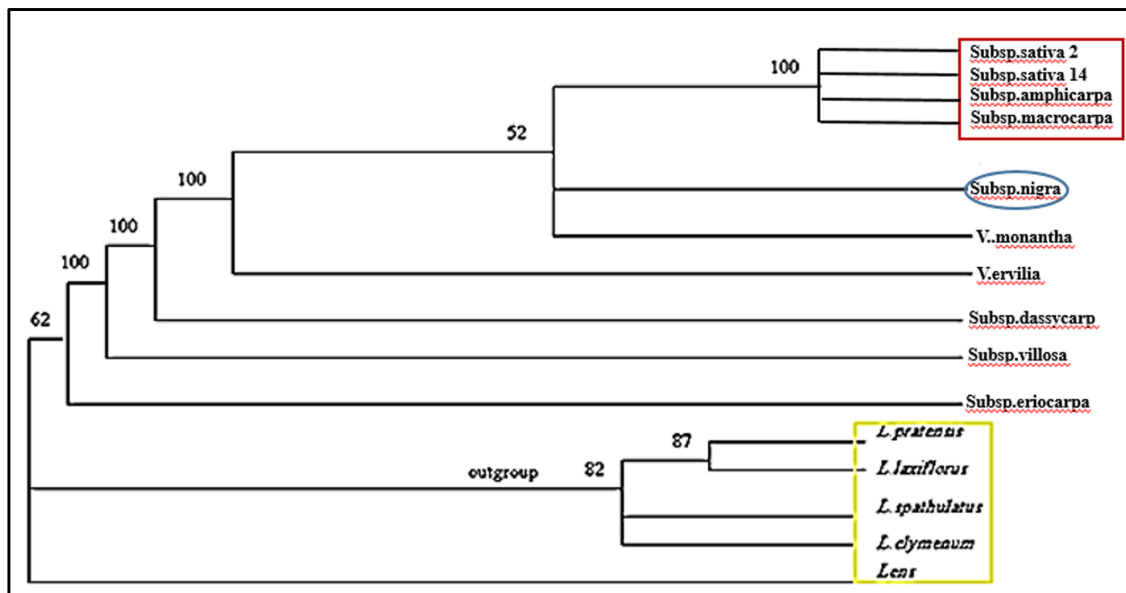 100
Subsp.sativa 2
Subsp.sativa 14
Subsp.amphicarpa
Subsp.macrocarpa
52
100
Subsp.nigra
100
V..monantha
100
V.ervilia
62
Subsp.dassycarp
Subsp.villosa
Subsp.eriocarpa
87
L.pratensis
outgroup
82
L.laxiflorus
L.spathulatus
L.clymenum
Lens